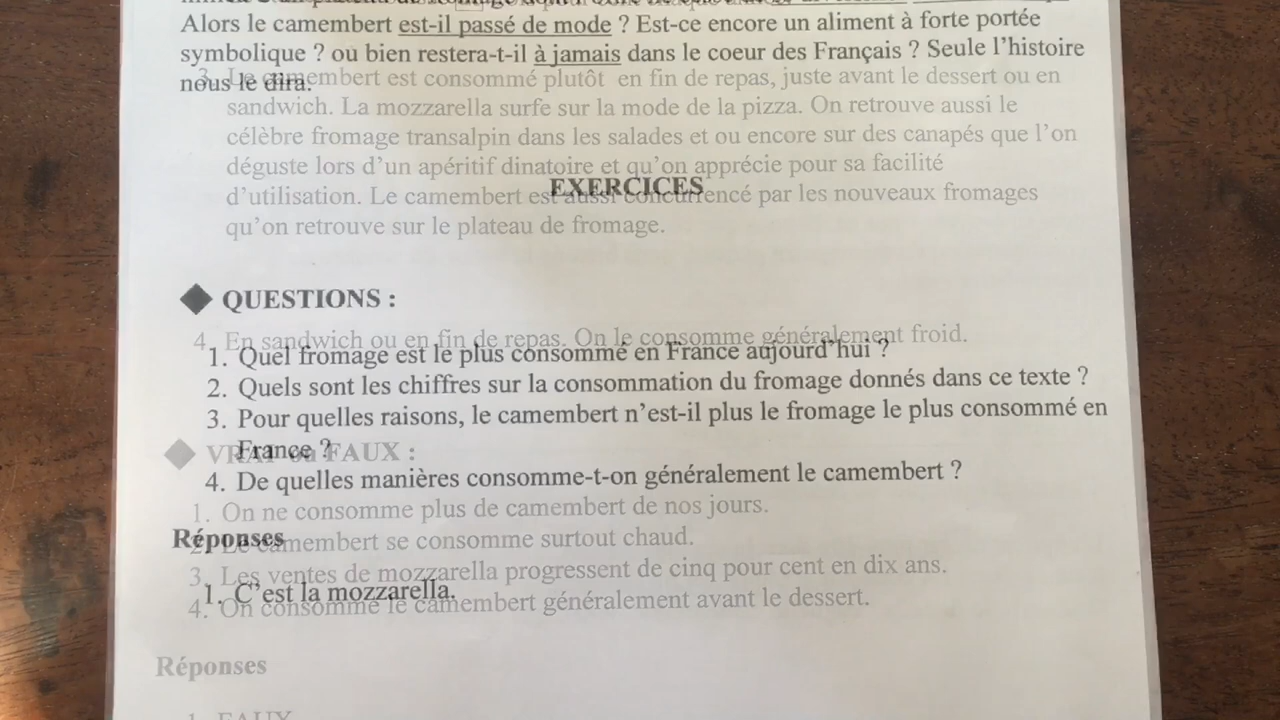 Alors le camembert est-il passé de mode ? Est-ce encore un aliment à forte portée
symbolique ? ou bien restera-t-il à jamais dans le coeur des Français ? Seule l’histoire
nous le dira.
3. Le camembert est consommé plutôt en fin de repas, juste avant le dessert ou en
sandwich. La mozzarella surfe sur la mode de la pizza. On retrouve aussi le
célèbre fromage transalpin dans les salades et ou encore sur des canapés que l’on
déguste lors d’un apéritif dinatoire et qu’on apprécie pour sa facilité
EXERCICES
d’utilisation. Le camembert est aussi concurrencé par les nouveaux fromages
qu’on retrouve sur le plateau de fromage.
QUESTIONS :
4. En sandwich ou en fin de repas. On le consomme généralement froid.
1. Quel fromage est le plus consommé en France aujourd’hui ?
2. Quels sont les chiffres sur la consommation du fromage donnés dans ce texte ?
3. Pour quelles raisons, le camembert n’est-il plus le fromage le plus consommé en
France ?
VRAI ou FAUX :
4. De quelles manières consomme-t-on généralement le camembert ?
1. On ne consomme plus de camembert de nos jours.
Réponses
2. Le camembert se consomme surtout chaud.
3. Les ventes de mozzarella progressent de cinq pour cent en dix ans.
1. C’est la mozzarella.
4. On consomme le camembert généralement avant le dessert.
Réponses
1. FAUX